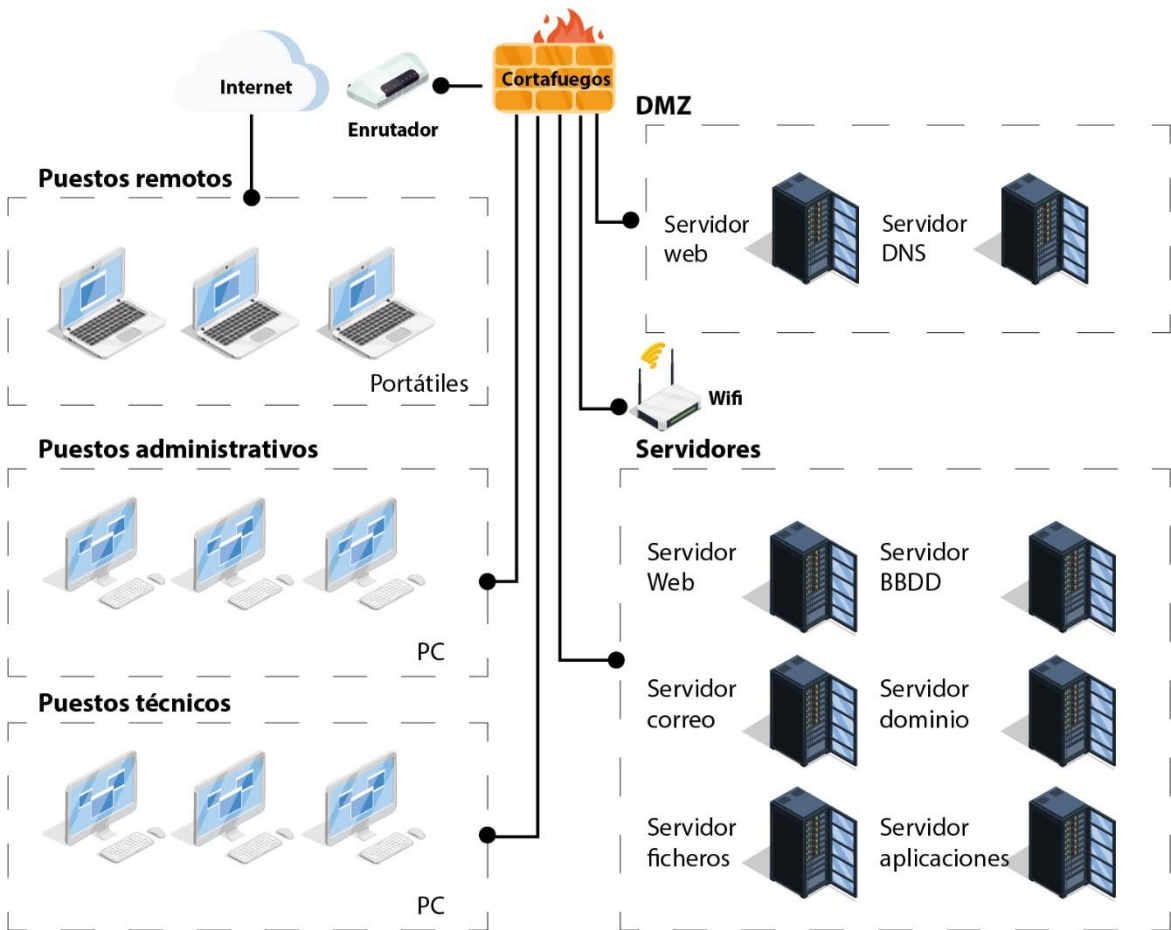 Internet
Enrutador
Cortafuegos
DMZ
Servidor
web
Servidor
DNS
Puestos remotos
Portátiles
Wifi
Puestos administrativos
PC
Servidores
Servidor
Web
Servidor
BBDD
Servidor
correo
Servidor
dominio
Servidor
ficheros
Servidor
aplicaciones
Puestos técnicos
PC